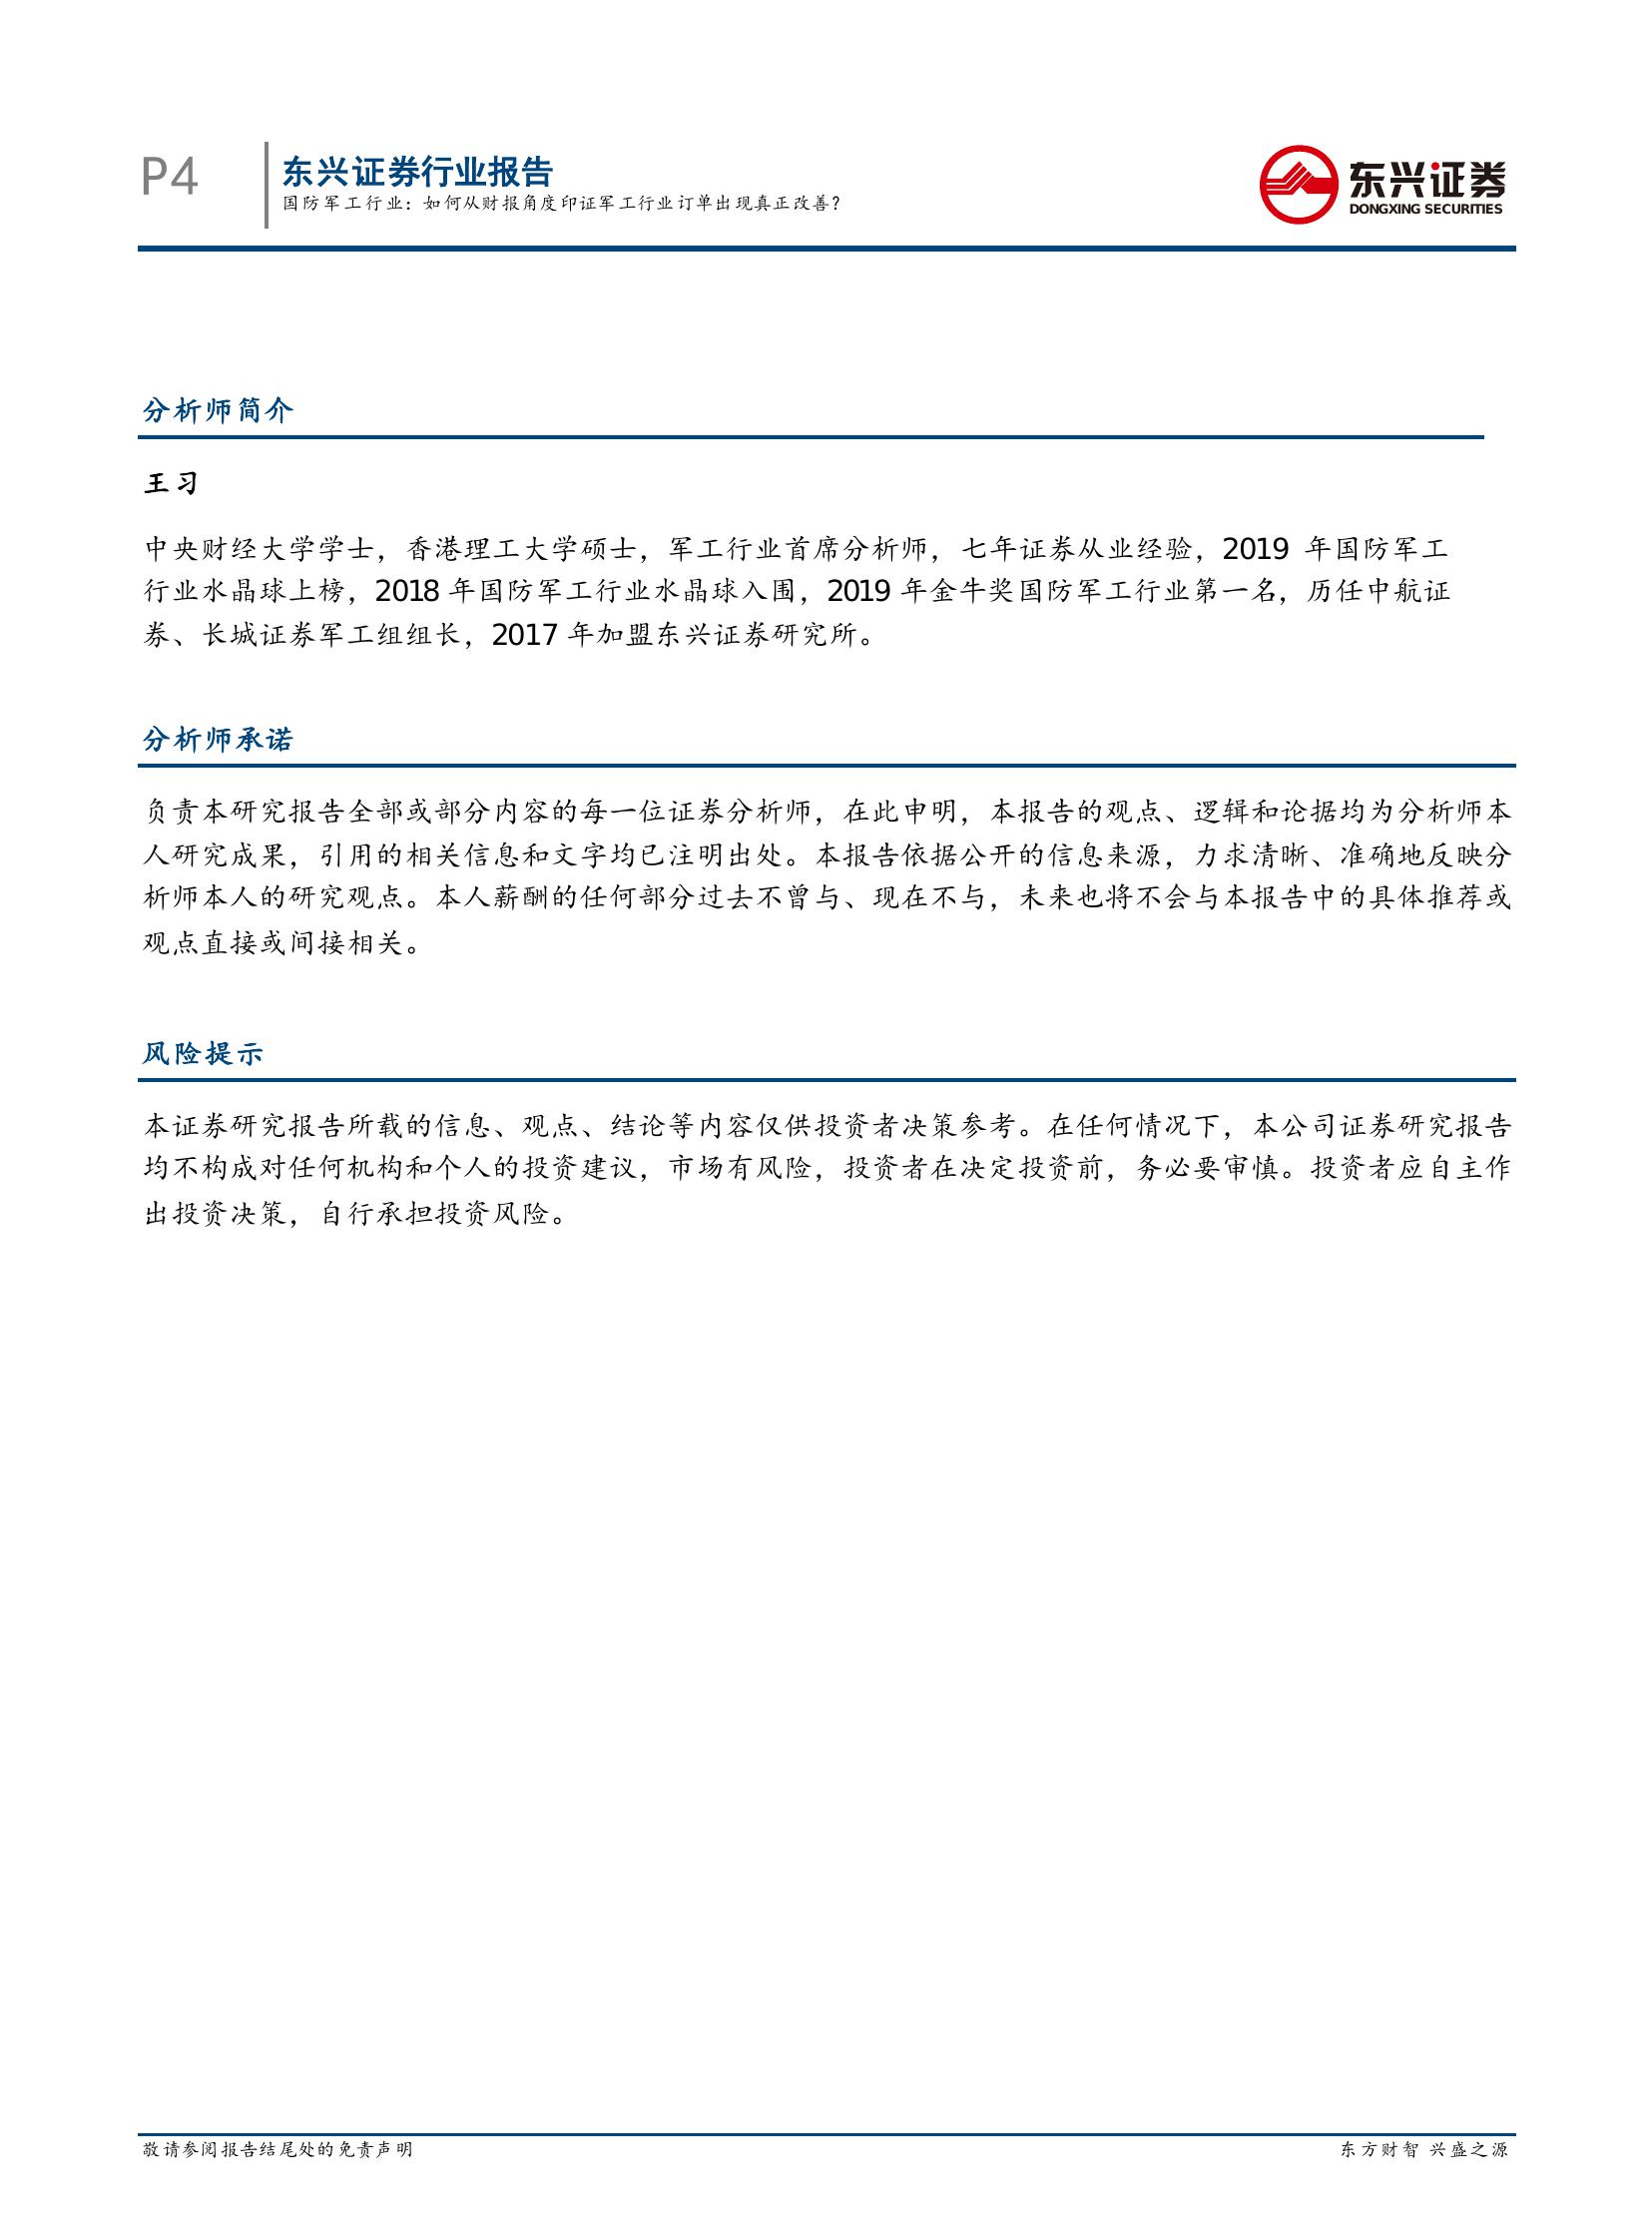 P4
东兴证券行业报告
国防军工行业：如何从财报角度印证军工行业订单出现真正改善？
东兴证券
DONGXING SECURITIES
分析师简介
王习
中央财经大学学士，香港理工大学硕士，军工行业首席分析师，七年证券从业经验，2019 年国防军工
行业水晶球上榜，2018 年国防军工行业水晶球入围，2019 年金牛奖国防军工行业第一名，历任中航证
券、长城证券军工组组长，2017 年加盟东兴证券研究所。
分析师承诺
负责本研究报告全部或部分内容的每一位证券分析师，在此申明，本报告的观点、逻辑和论据均为分析师本
人研究成果，引用的相关信息和文字均已注明出处。本报告依据公开的信息来源，力求清晰、准确地反映分
析师本人的研究观点。本人薪酬的任何部分过去不曾与、现在不与，未来也将不会与本报告中的具体推荐或
观点直接或间接相关。
风险提示
本证券研究报告所载的信息、观点、结论等内容仅供投资者决策参考。在任何情况下，本公司证券研究报告
均不构成对任何机构和个人的投资建议，市场有风险，投资者在决定投资前，务必要审慎。投资者应自主作
出投资决策，自行承担投资风险。
敬请参阅报告结尾处的免责声明
东方财智 兴盛之源